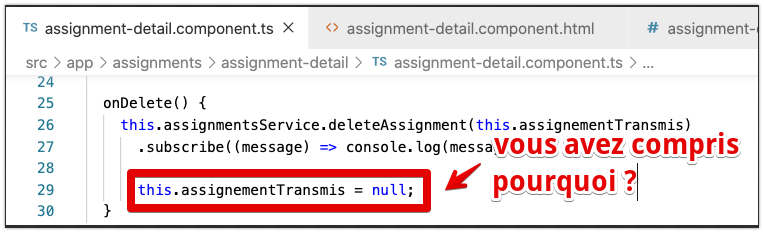 TS assignment-detail.component.ts × <> assignment-detail.component.html # assignment-d
src > app > assignments > assignment-detail > TS assignment-detail.component.ts > ...
24
25 onDelete() {
26 this.assignmentsService.deleteAssignment(this.assignementTransmis)
27 .subscribe((message) => console.log(messa
vous avez compris
28
pourquoi ?
29 this.assignementTransmis = null;
30 }